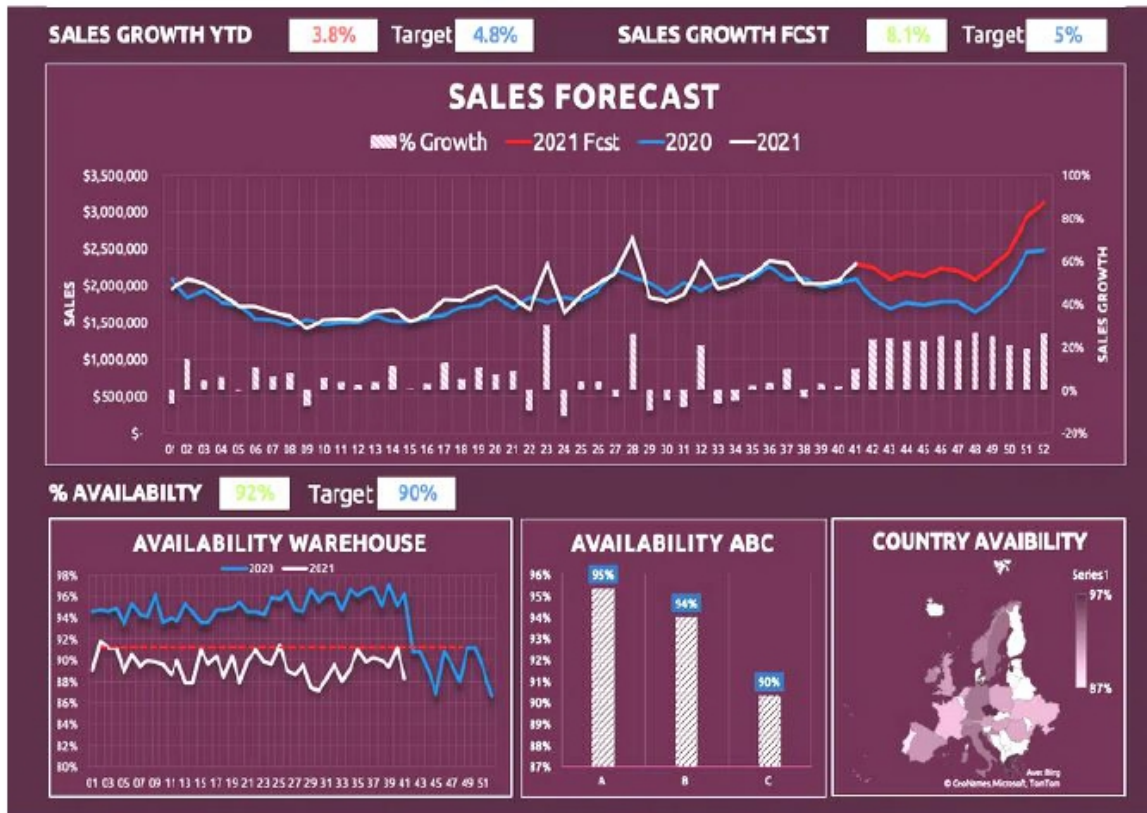 SALES GROWTH YTD 3.8% Target 4.8% SALES GROWTH FCST 8.1% Target 5%
SALES FORECAST
% Growth 2021 Fcst 2020 2021
$3,500,000 100%
$3,000,000 80%
$2,500,000 60%
$2,000,000 40%
$1,500,000
$1,000,000 20%
$500,000 0%
$- -20%
SALES
SALES GROWTH
01 02 03 04 05 06 07 08 09 10 11 12 13 14 15 16 17 18 19 20 21 22 23 24 25 26 27 28 29 30 31 32 33 34 35 36 37 38 39 40 41 42 43 44 45 46 47 48 49 50 51 52
% AVAILABILTY 92% Target 90%
AVAILABILITY WAREHOUSE
2020 2021
98%
96%
94%
92%
90%
88%
86%
84%
82%
80%
01 03 05 07 09 11 13 15 17 19 21 23 25 27 29 31 33 35 37 39 41 43 45 47 49 51
AVAILABILITY ABC
96%
95%
94%
93%
92%
91%
90%
89%
88%
87%
95%
94%
90%
A B C
COUNTRY AVAIBILITY
Series1
97%
87%
Avec Bing
© GeoNames, Microsoft, TomTom